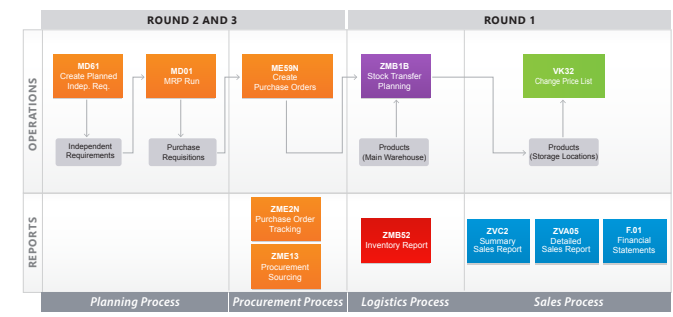 ROUND 2 AND 3
ROUND 1
OPERATIONS
MD61
Create Planned
Indep. Req.
MD01
MRP Run
ME59N
Create
Purchase Orders
ZMB1B
Stock Transfer
Planning
VK32
Change Price List
Independent
Requirements
Purchase
Requisitions
Products
(Main Warehouse)
Products
(Storage Locations)
REPORTS
ZME2N
Purchase Order
Tracking
ZME13
Procurement
Sourcing
ZMB52
Inventory Report
ZVC2
Summary
Sales Report
ZVA05
Detailed
Sales Report
F.01
Financial
Statements
Planning Process
Procurement Process
Logistics Process
Sales Process